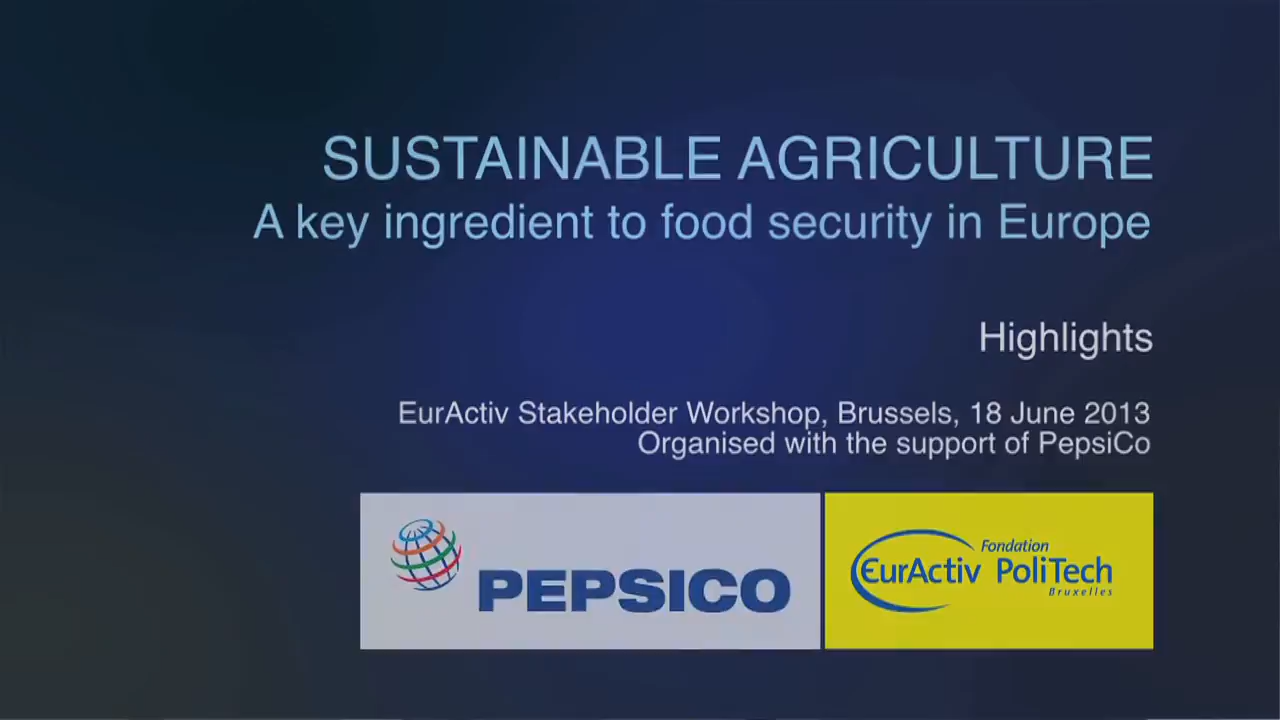 SUSTAINABLE AGRICULTURE
A key ingredient to food security in Europe
Highlights
EurActiv Stakeholder Workshop, Brussels, 18 June 2013
Organised with the support of PepsiCo
PEPSICO
Fondation
EurActiv PoliTech
Bruxelles